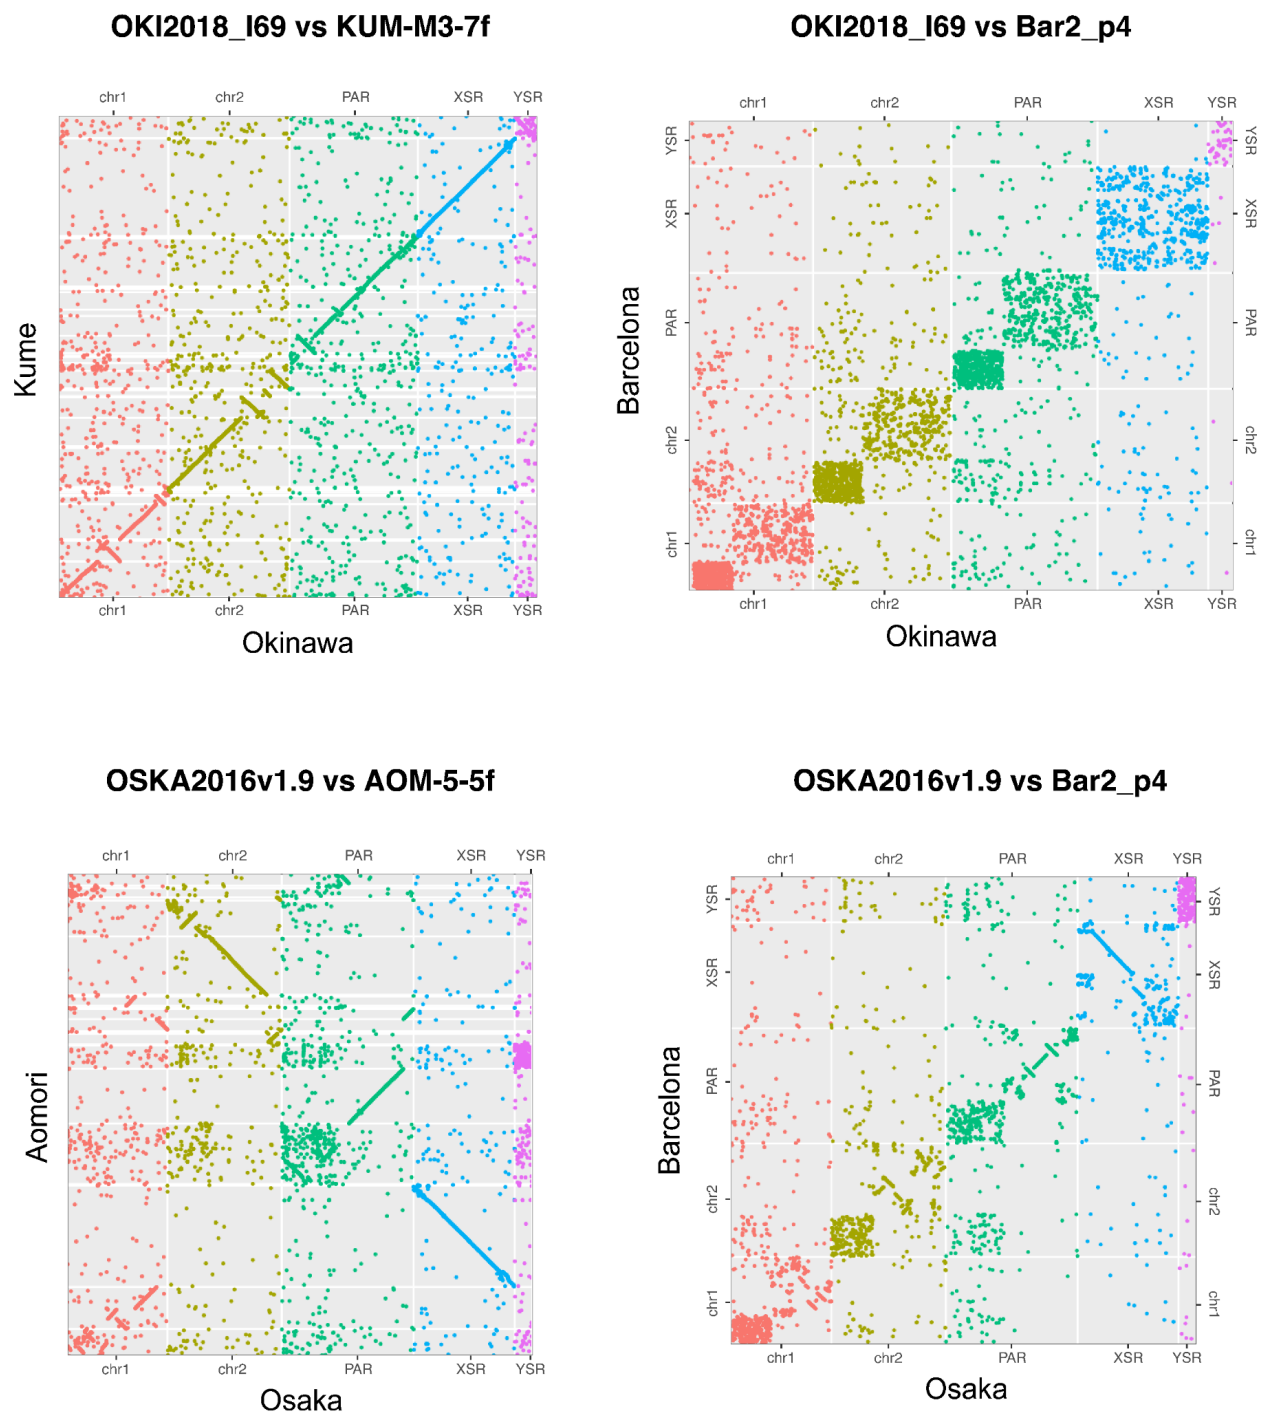 OKI2018_I69 vs KUM-M3-7f
chr1 chr2 PAR XSR YSR
Kume
chr1 chr2 PAR XSR YSR
Okinawa
OKI2018_I69 vs Bar2_p4
chr1 chr2 PAR XSR YSR
YSR
XSR
PAR
chr2
chr1
Barcelona
YSR
XSR
PAR
chr2
chr1
chr1 chr2 PAR XSR YSR
Okinawa
OSKA2016v1.9 vs AOM-5-5f
chr1 chr2 PAR XSR YSR
Aomori
chr1 chr2 PAR XSR YSR
Osaka
OSKA2016v1.9 vs Bar2_p4
chr1 chr2 PAR XSR YSR
YSR
XSR
PAR
chr2
chr1
Barcelona
YSR
XSR
PAR
chr2
chr1
chr1 chr2 PAR XSR YSR
Osaka